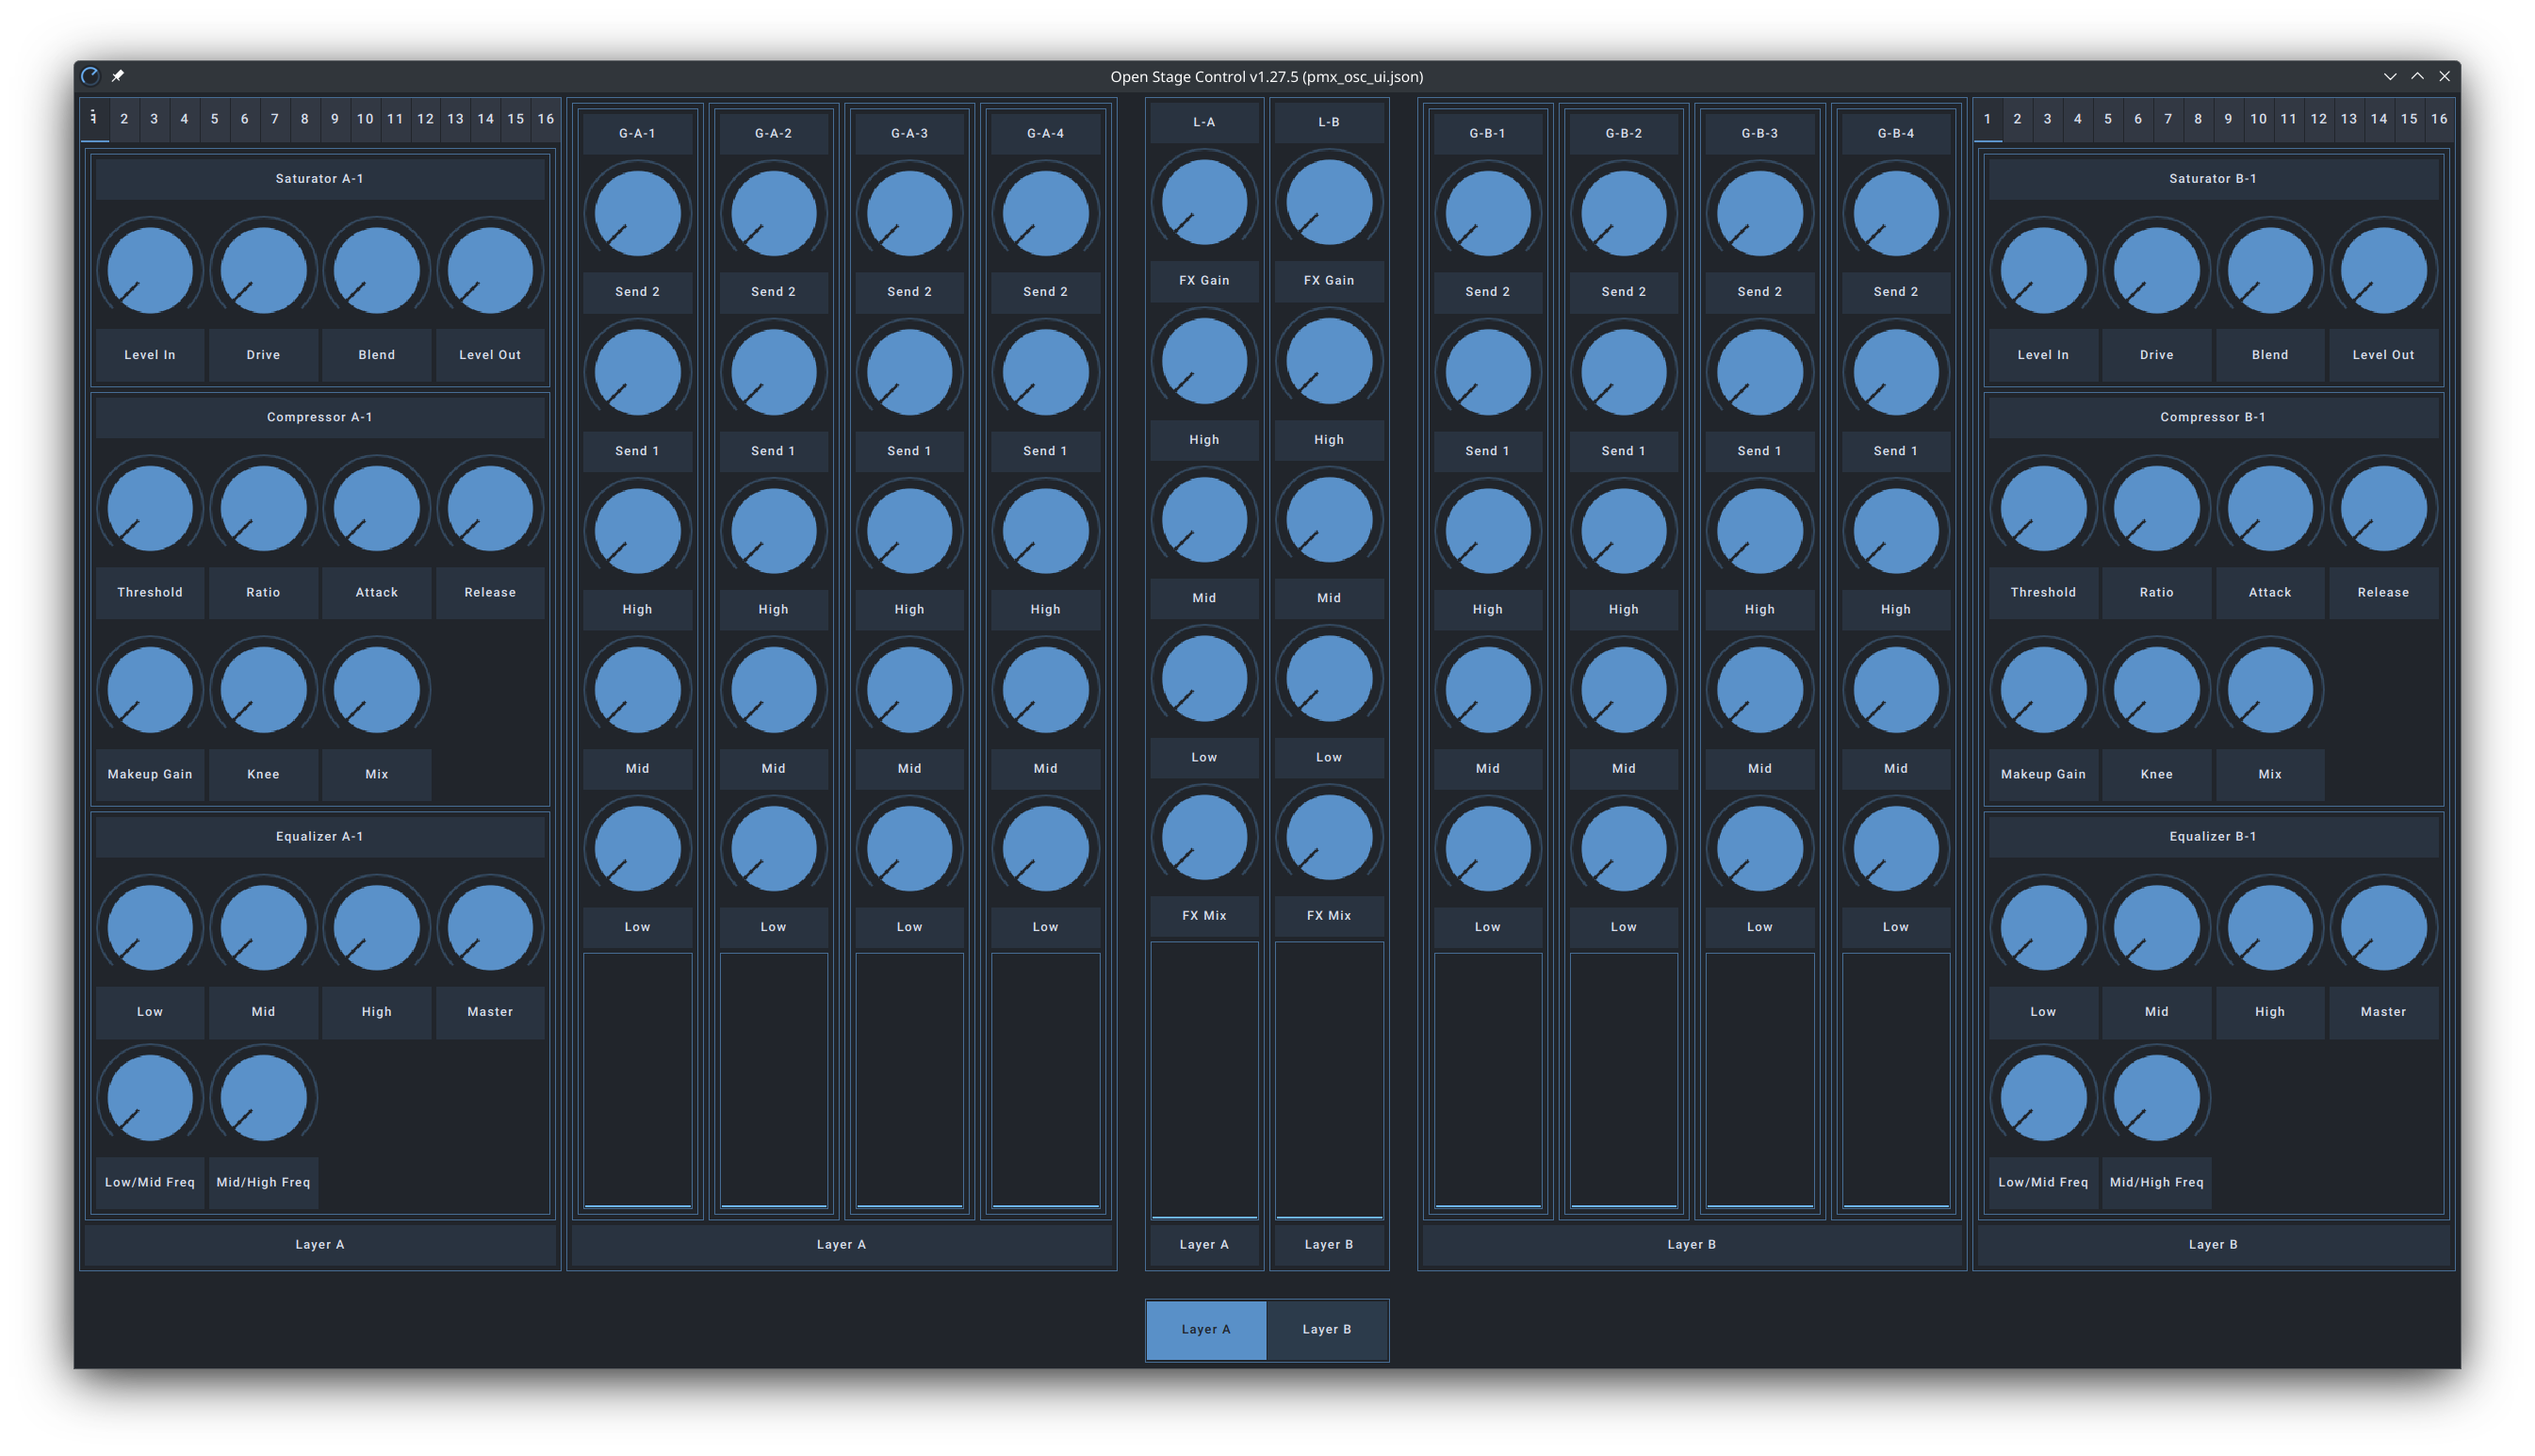 Open Stage Control v1.27.5 (pmx_osc_ui.json)
1 2 3 4 5 6 7 8 9 10 11 12 13 14 15 16
Saturator A-1
Level In Drive Blend Level Out
Compressor A-1
Threshold Ratio Attack Release
Makeup Gain Knee Mix
Equalizer A-1
Low Mid High Master
Low/Mid Freq Mid/High Freq
Layer A
G-A-1 G-A-2 G-A-3 G-A-4
Send 2 Send 2 Send 2 Send 2
Send 1 Send 1 Send 1 Send 1
High High High High
Mid Mid Mid Mid
Low Low Low Low
Layer A
L-A L-B
FX Gain FX Gain
High High
Mid Mid
Low Low
FX Mix FX Mix
Layer A Layer B
G-B-1 G-B-2 G-B-3 G-B-4
Send 2 Send 2 Send 2 Send 2
Send 1 Send 1 Send 1 Send 1
High High High High
Mid Mid Mid Mid
Low Low Low Low
Layer B
1 2 3 4 5 6 7 8 9 10 11 12 13 14 15 16
Saturator B-1
Level In Drive Blend Level Out
Compressor B-1
Threshold Ratio Attack Release
Makeup Gain Knee Mix
Equalizer B-1
Low Mid High Master
Low/Mid Freq Mid/High Freq
Layer B
Layer A Layer B